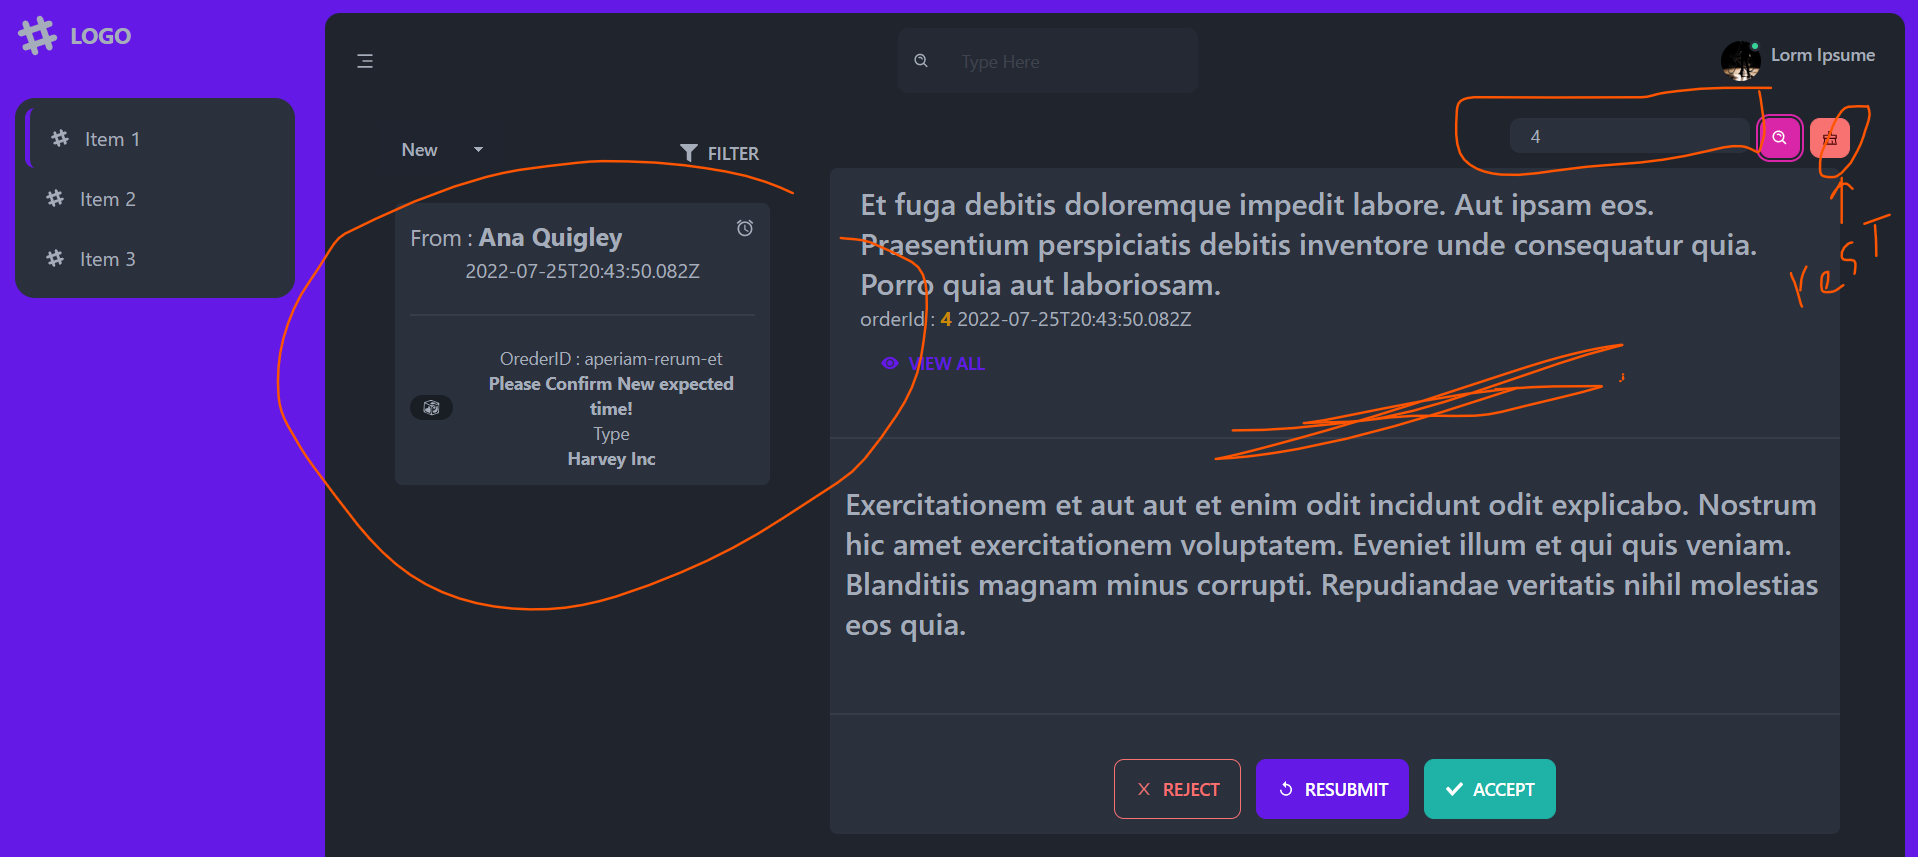 LOGO
Item 1
Item 2
Item 3
Type Here
Lorm Ipsume
New
FILTER
4
resT
From : Ana Quigley
2022-07-25T20:43:50.082Z
OrederID : aperiam-rerum-et
Please Confirm New expected
time!
Type
Harvey Inc
Et fuga debitis doloremque impedit labore. Aut ipsam eos.
Praesentium perspiciatis debitis inventore unde consequatur quia.
Porro quia aut laboriosam.
orderId : 4 2022-07-25T20:43:50.082Z
VIEW ALL
Exercitationem et aut aut et enim odit incidunt odit explicabo. Nostrum
hic amet exercitationem voluptatem. Eveniet illum et qui quis veniam.
Blanditiis magnam minus corrupti. Repudiandae veritatis nihil molestias
eos quia.
REJECT
RESUBMIT
ACCEPT